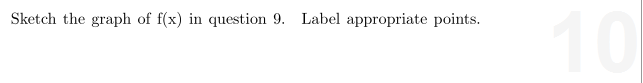 Sketch the graph of f(x) in question 9. Label appropriate points.
10